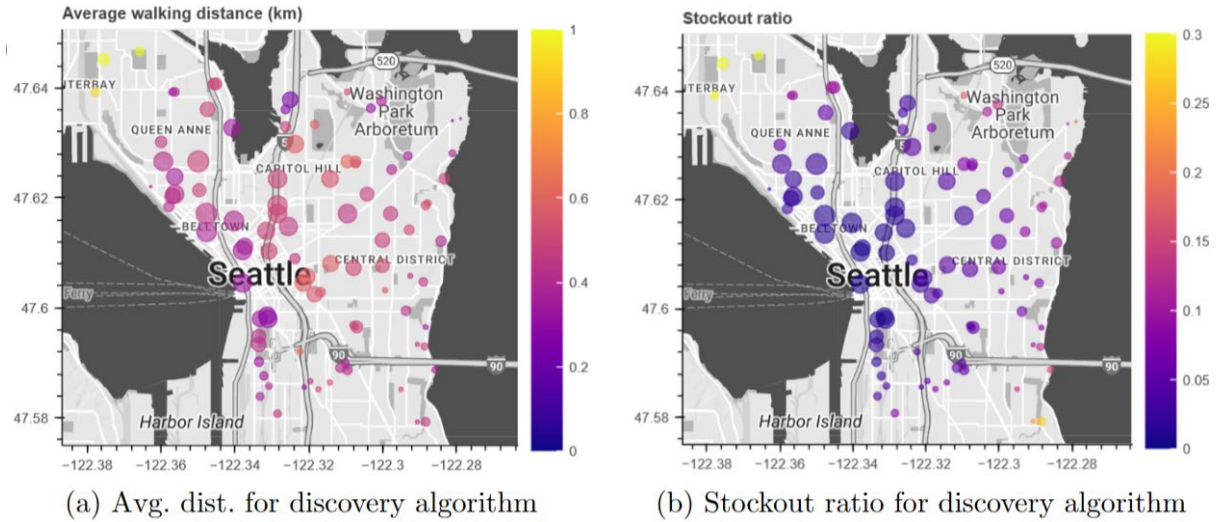 Average walking distance (km)
520
Washington
Park
Arboretum
TERBAY
QUEEN ANNE
5
CAPITOL HILL
BELLTOWN
CENTRAL DISTRICT
Seattle
Ferry
90
90
Harbor Island
47.64
47.62
47.6
47.58
−122.38
−122.36
−122.34
−122.32
−122.3
−122.28
1
0.8
0.6
0.4
0.2
0
(a) Avg. dist. for discovery algorithm
Stockout ratio
520
Washington
Park
Arboretum
UTERBAY
QUEEN ANNE
5
CAPITOL HILL
BELLTOWN
CENTRAL DISTRICT
Seattle
Ferry
90
90
Harbor Island
47.64
47.62
47.6
47.58
−122.38
−122.36
−122.34
−122.32
−122.3
−122.28
0.3
0.25
0.2
0.15
0.1
0.05
0
(b) Stockout ratio for discovery algorithm